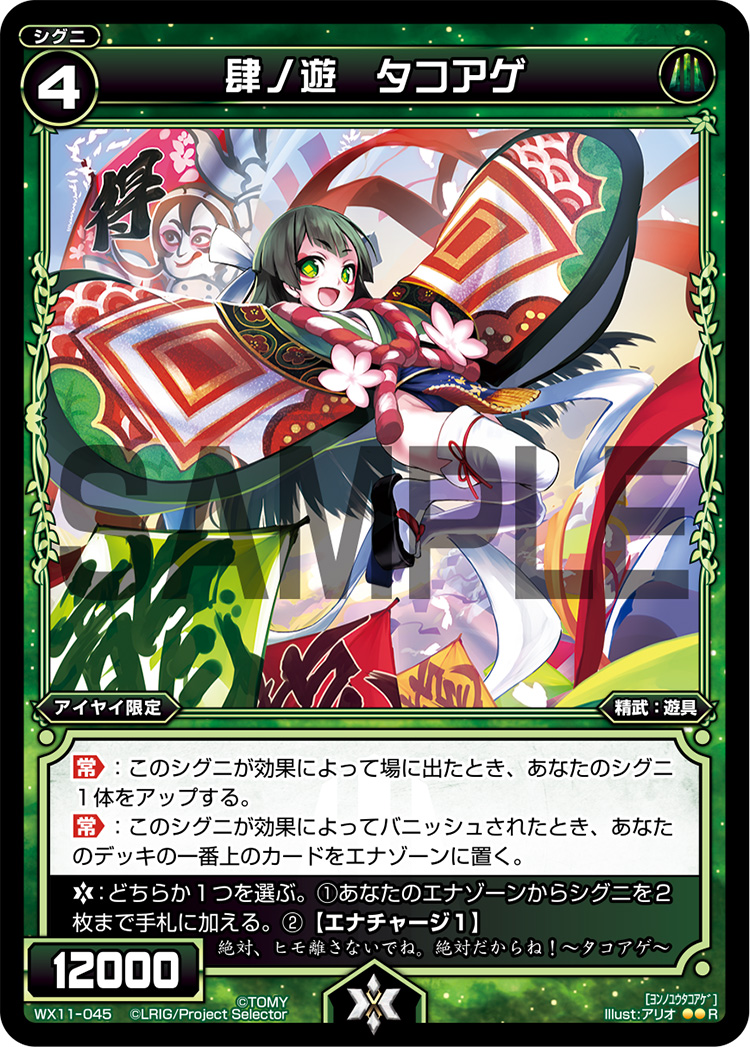 シグニ
4
肆ノ遊 タコアゲ
得
SAMPLE
アイヤイ限定
精武:遊具
常:このシグニが効果によって場に出たとき、あなたのシグニ
1体をアップする。
常:このシグニが効果によってバニッシュされたとき、あなた
のデッキの一番上のカードをエナゾーンに置く。
:どちらか1つを選ぶ。①あなたのエナゾーンからシグニを2
枚まで手札に加える。②【エナチャージ1】
絶対、ヒモ離さないでね。絶対だからね!~タコアゲ~
12000
©TOMY
WX11-045 ©LRIG/Project Selector
[ヨンノユウタコアゲ]
Illust:アリオ R